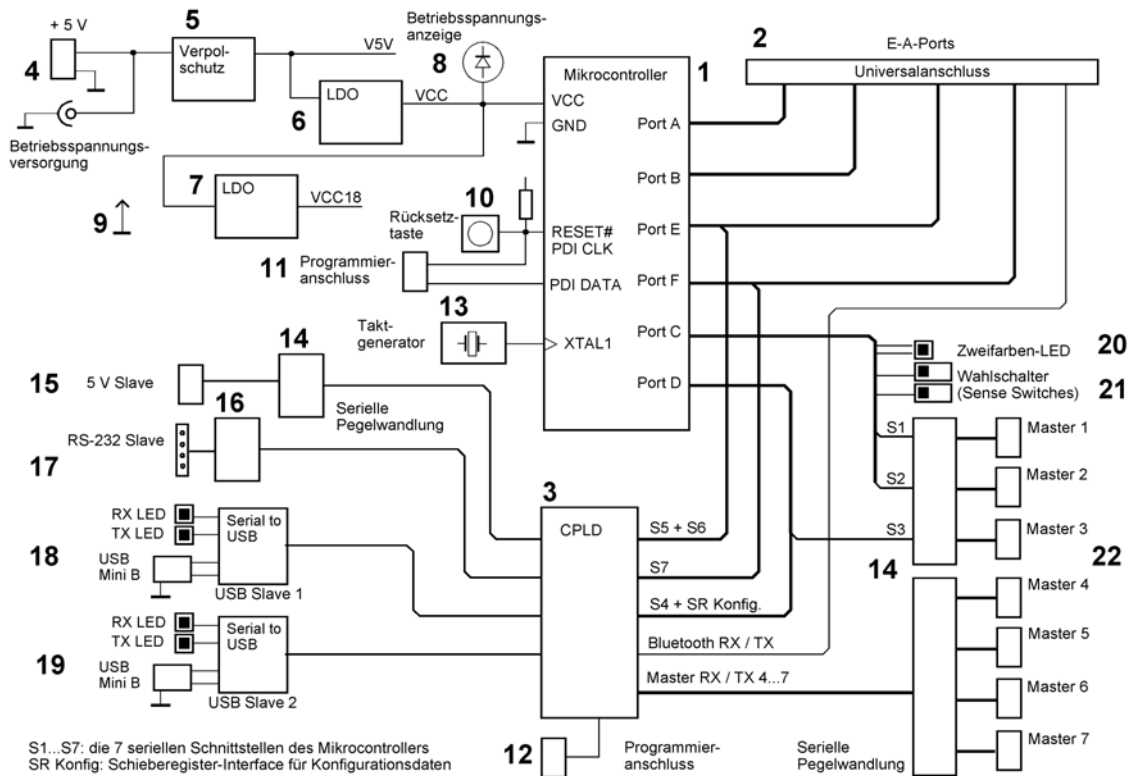 + 5 V
5
Verpol-
schutz
V5V
4
Betriebsspannungs-
versorgung
Betriebsspannungs-
anzeige
8
LDO
VCC
6
7
LDO
VCC18
9
10
Rücksetz-
taste
11
Programmier-
anschluss
13
Takt-
generator
Mikrocontroller
1
VCC
GND
RESET#
PDI CLK
PDI DATA
XTAL1
Port A
Port B
Port E
Port F
Port C
Port D
2
E-A-Ports
Universalanschluss
14
15
5 V Slave
Serielle
Pegelwandlung
16
RS-232 Slave
17
RX LED
TX LED
Serial to
USB
18
USB
Mini B
USB Slave 1
RX LED
TX LED
Serial to
USB
19
USB
Mini B
USB Slave 2
3
CPLD
S5 + S6
S7
S4 + SR Konfig.
Bluetooth RX / TX
Master RX / TX 4...7
12
Programmier-
anschluss
Zweifarben-LED
20
Wahlschalter
(Sense Switches)
21
S1
S2
S3
Master 1
Master 2
Master 3
14
22
Master 4
Master 5
Master 6
Master 7
Serielle
Pegelwandlung
S1...S7: die 7 seriellen Schnittstellen des Mikrocontrollers
SR Konfig: Schieberegister-Interface für Konfigurationsdaten